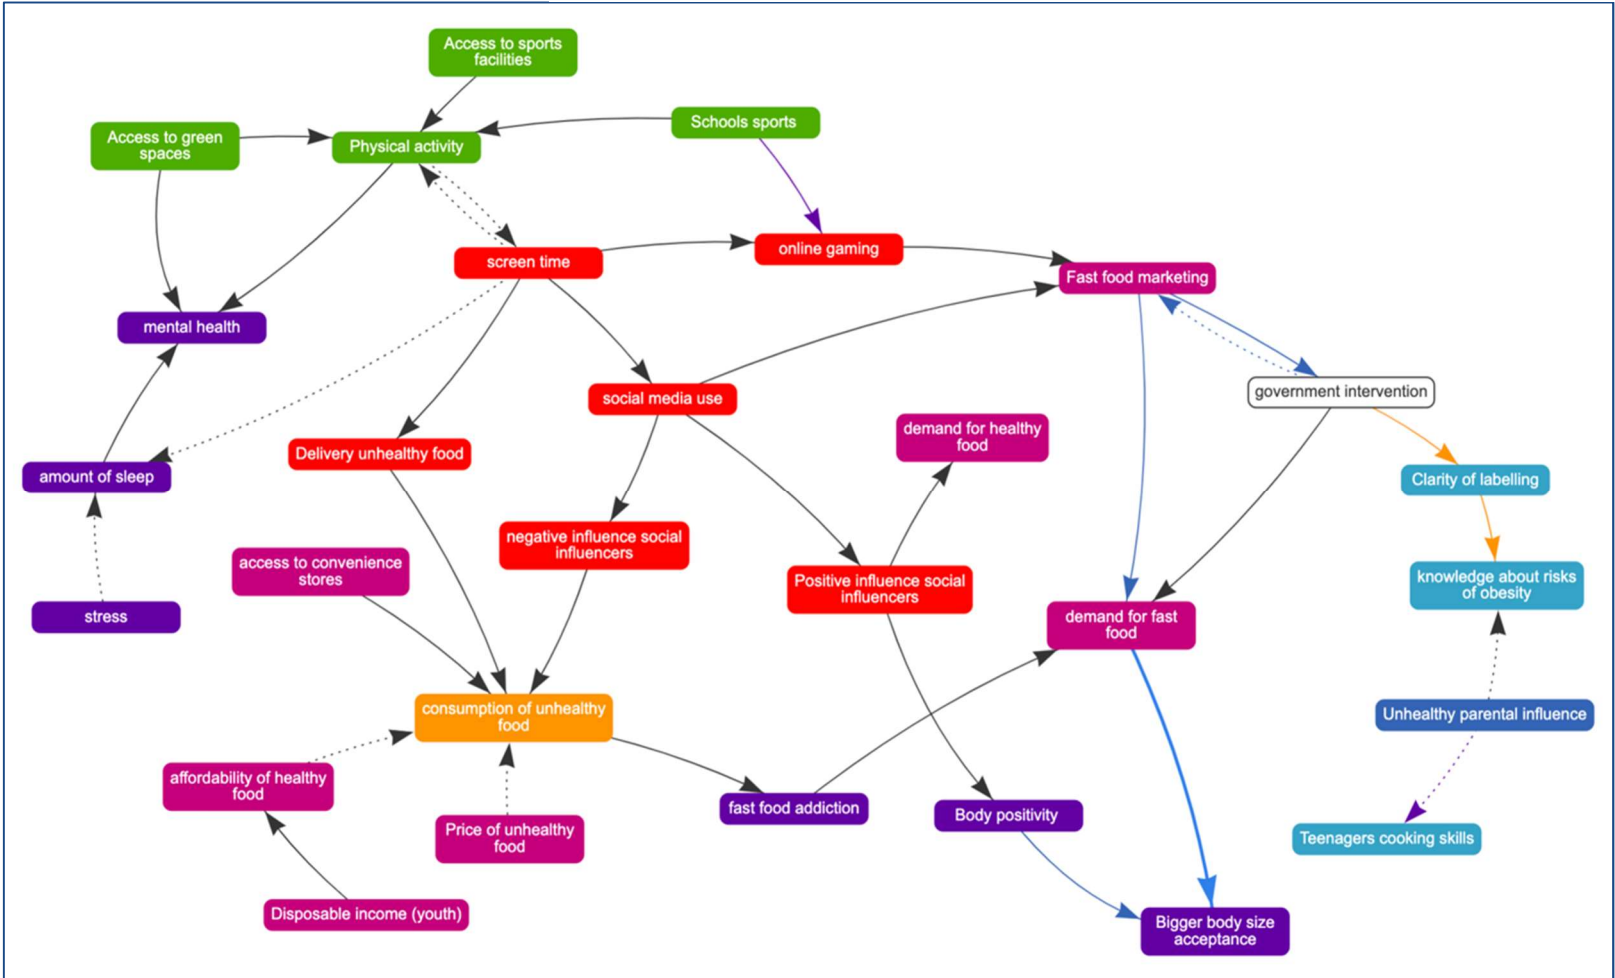 Access to sports
facilities
Schools sports
Access to green
spaces
Physical activity
online gaming
screen time
Fast food marketing
mental health
government intervention
social media use
demand for healthy
food
Delivery unhealthy food
amount of sleep
Clarity of labelling
negative influence social
influencers
access to convenience
stores
Positive influence social
influencers
knowledge about risks
of obesity
stress
demand for fast
food
consumption of unhealthy
food
Unhealthy parental influence
affordability of healthy
food
fast food addiction
Body positivity
Price of unhealthy
food
Teenagers cooking skills
Disposable income (youth)
Bigger body size
acceptance